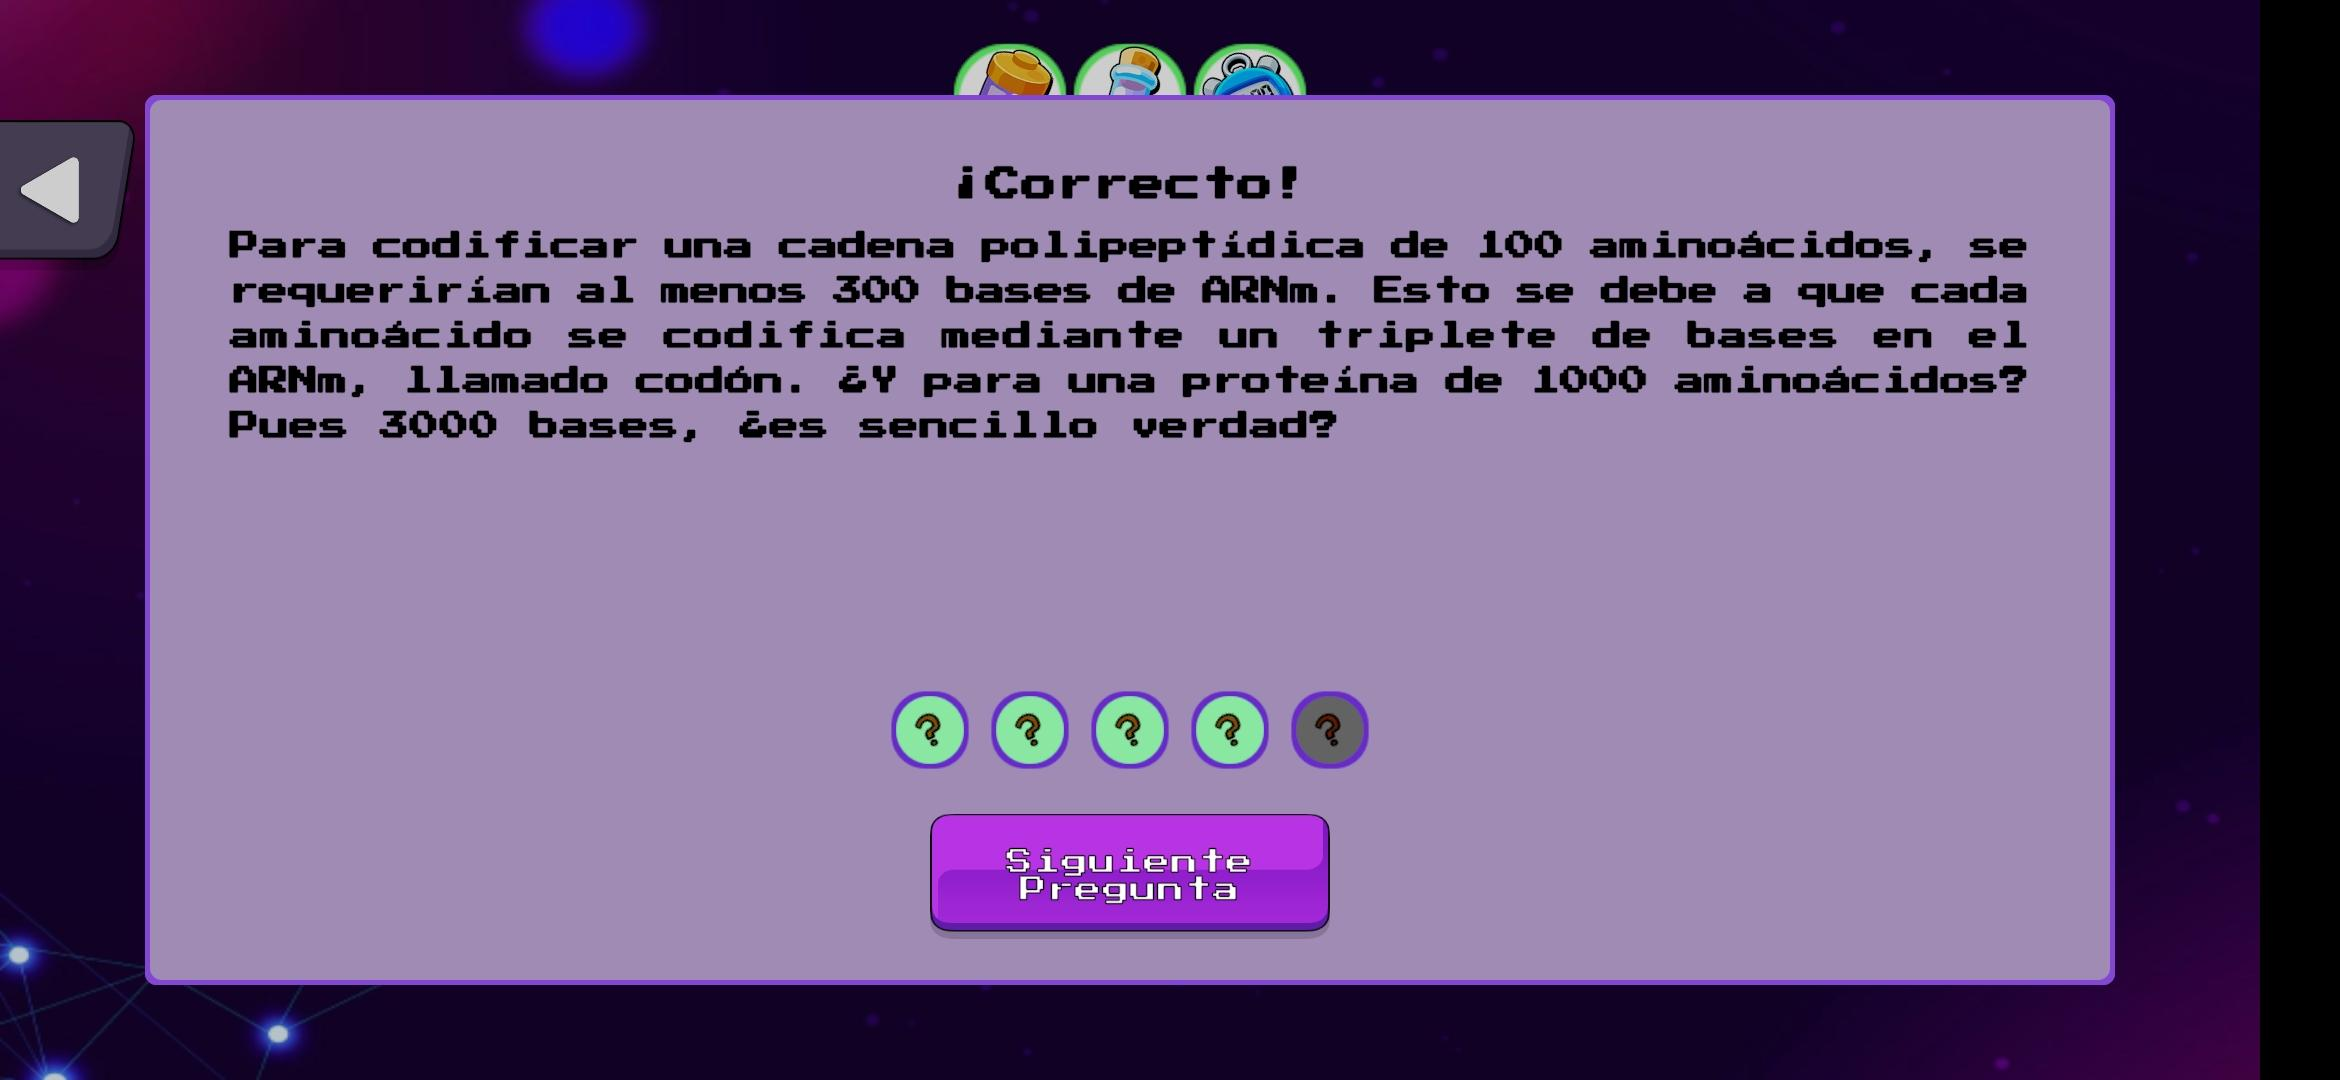 ¡Correcto!
Para codificar una cadena polipeptídica de 100 aminoácidos, se
requerirían al menos 300 bases de ARNm. Esto se debe a que cada
aminoácido se codifica mediante un triplete de bases en el
ARNm, llamado codón. ¿Y para una proteína de 1000 aminoácidos?
Pues 3000 bases, ¿es sencillo verdad?
? ? ? ? ?
Siguiente
Pregunta